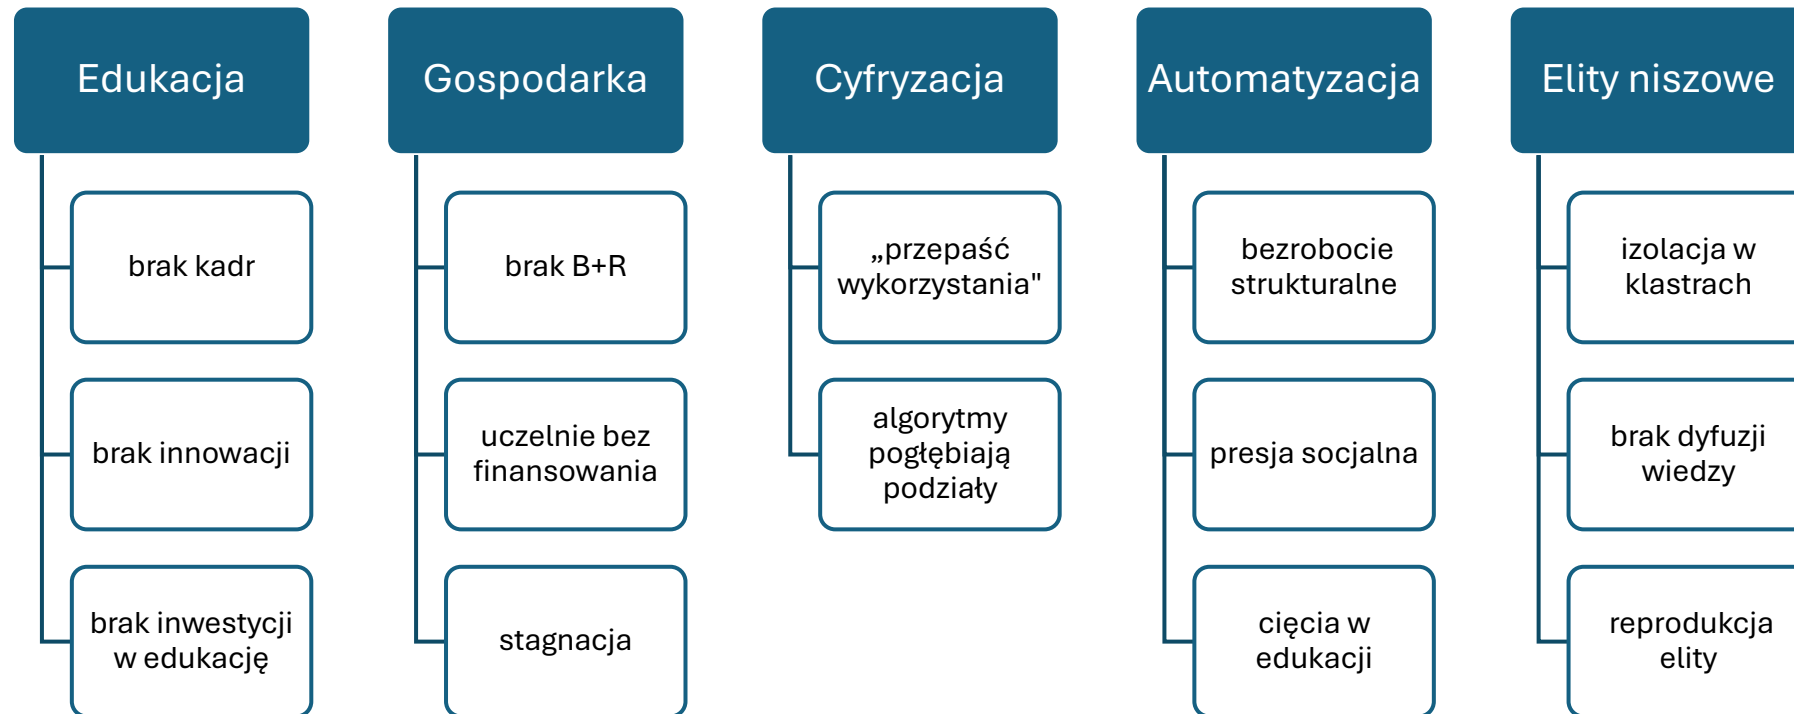 Edukacja
brak kadr
brak innowacji
brak inwestycji
w edukację
Gospodarka
brak B+R
uczelnie bez
finansowania
stagnacja
Cyfryzacja
„przepaść
wykorzystania"
algorytmy
pogłębiają
podziały
Automatyzacja
bezrobocie
strukturalne
presja socjalna
cięcia w
edukacji
Elity niszowe
izolacja w
klastrach
brak dyfuzji
wiedzy
reprodukcja
elity